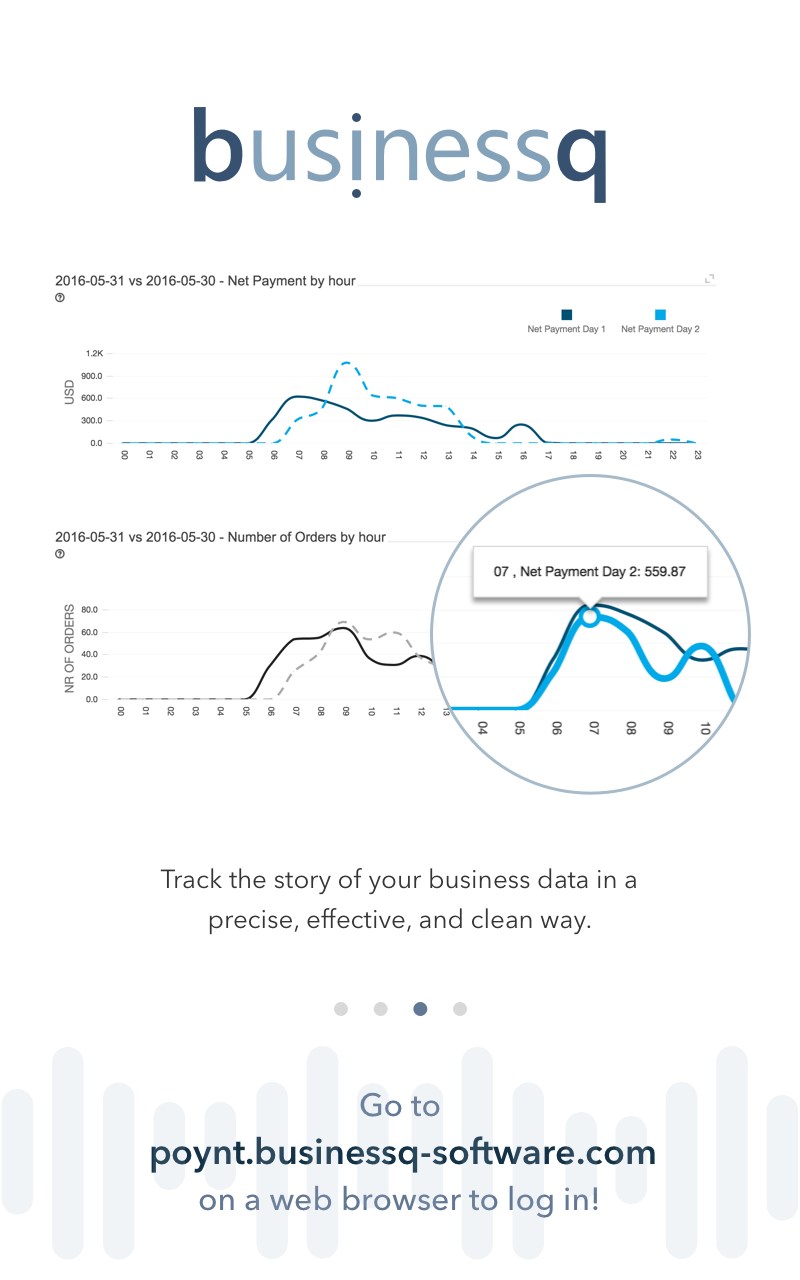 businessq
2016-05-31 vs 2016-05-30 - Net Payment by hour
?
Net Payment Day 1 Net Payment Day 2
USD
1.2K
900.0
600.0
300.0
0.0
00 01 02 03 04 05 06 07 08 09 10 11 12 13 14 15 16 17 18 19 20 21 22 23
2016-05-31 vs 2016-05-30 - Number of Orders by hour
?
NR OF ORDERS
80.0
60.0
40.0
20.0
0.0
00 01 02 03 04 05 06 07 08 09 10 11 12 13
07 , Net Payment Day 2: 559.87
04 05 06 07 08 09 10
Track the story of your business data in a
precise, effective, and clean way.
Go to
poynt.businessq-software.com
on a web browser to log in!